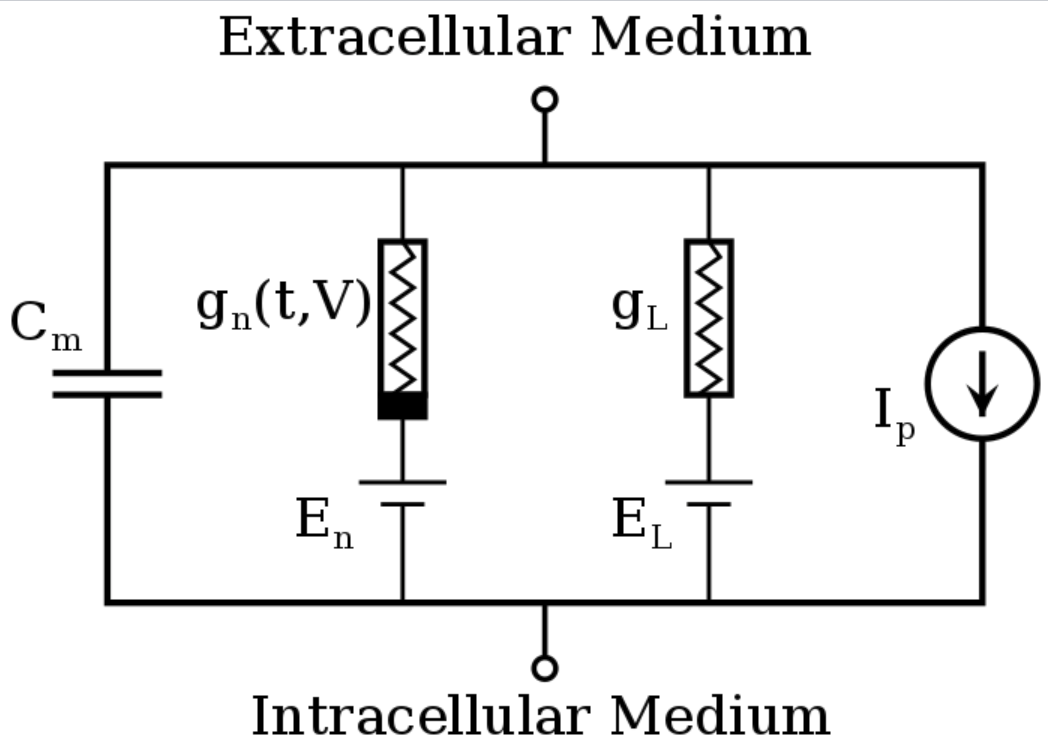 Extracellular Medium
Cm
gn(t,V)
gL
Ip
En
EL
Intracellular Medium